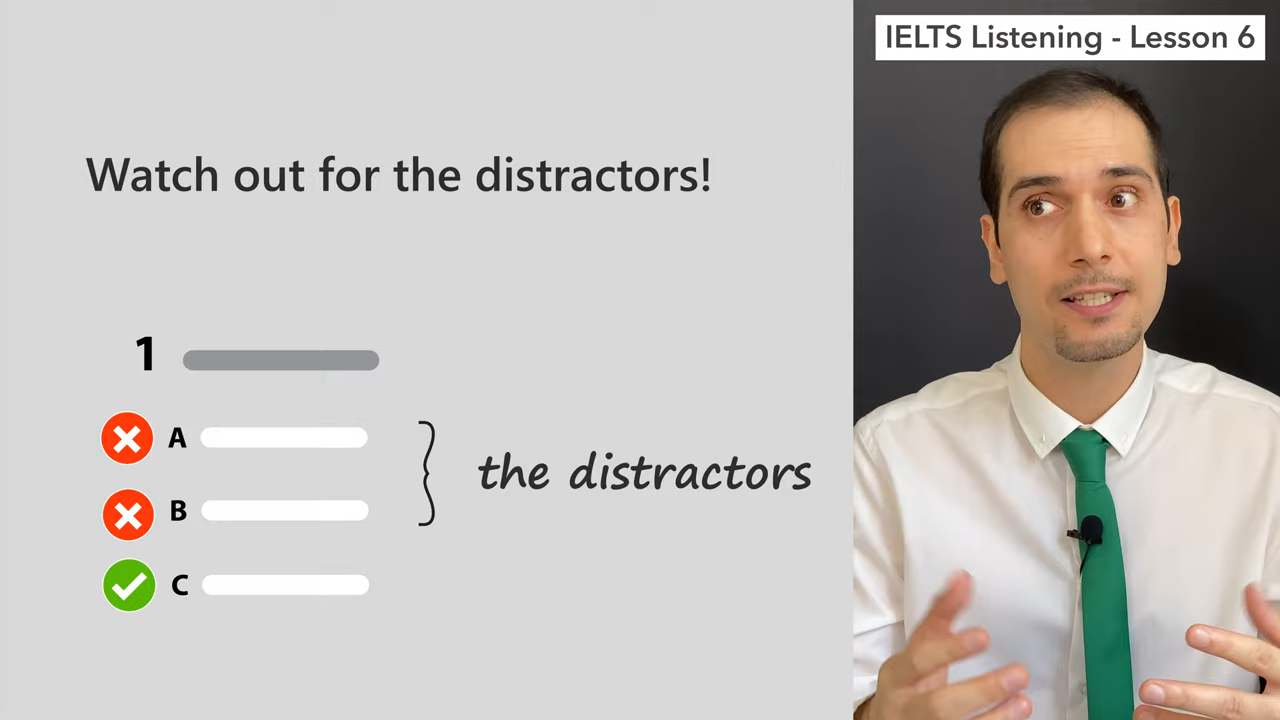 IELTS Listening - Lesson 6
Watch out for the distractors!
1
A
B
C
the distractors